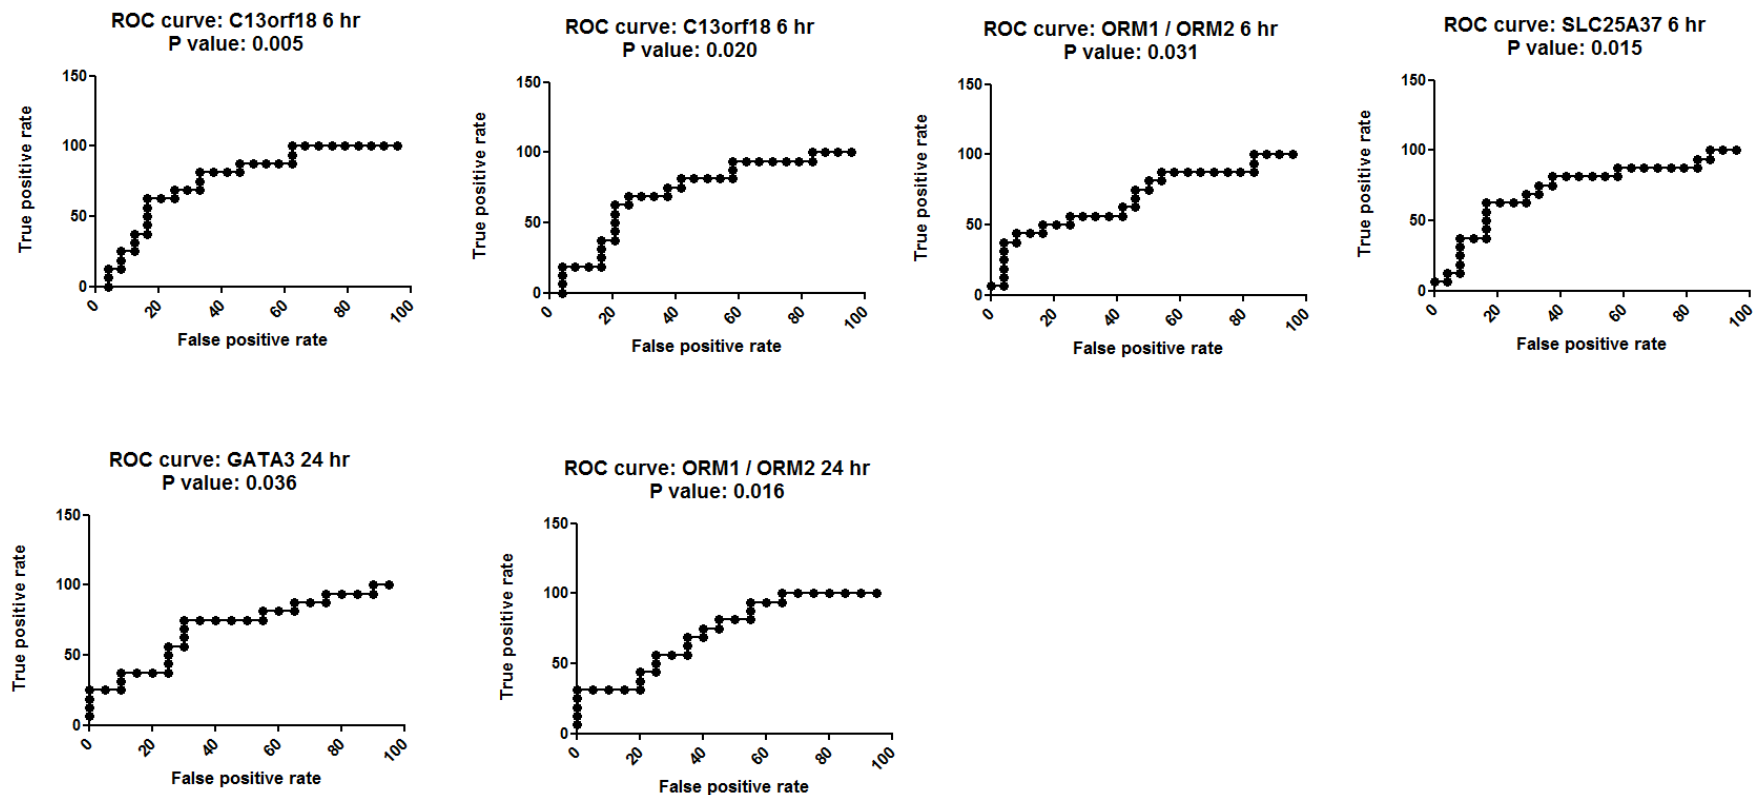 ROC curve: C13orf18 6 hr
P value: 0.005
150
100
50
0
0
20
40
60
80
100
True positive rate
False positive rate
ROC curve: C13orf18 6 hr
P value: 0.020
150
100
50
0
0
20
40
60
80
100
True positive rate
False positive rate
ROC curve: ORM1 / ORM2 6 hr
P value: 0.031
150
100
50
0
0
20
40
60
80
100
True positive rate
False positive rate
ROC curve: SLC25A37 6 hr
P value: 0.015
150
100
50
0
0
20
40
60
80
100
True positive rate
False positive rate
ROC curve: GATA3 24 hr
P value: 0.036
150
100
50
0
0
20
40
60
80
100
True positive rate
False positive rate
ROC curve: ORM1 / ORM2 24 hr
P value: 0.016
150
100
50
0
0
20
40
60
80
100
True positive rate
False positive rate